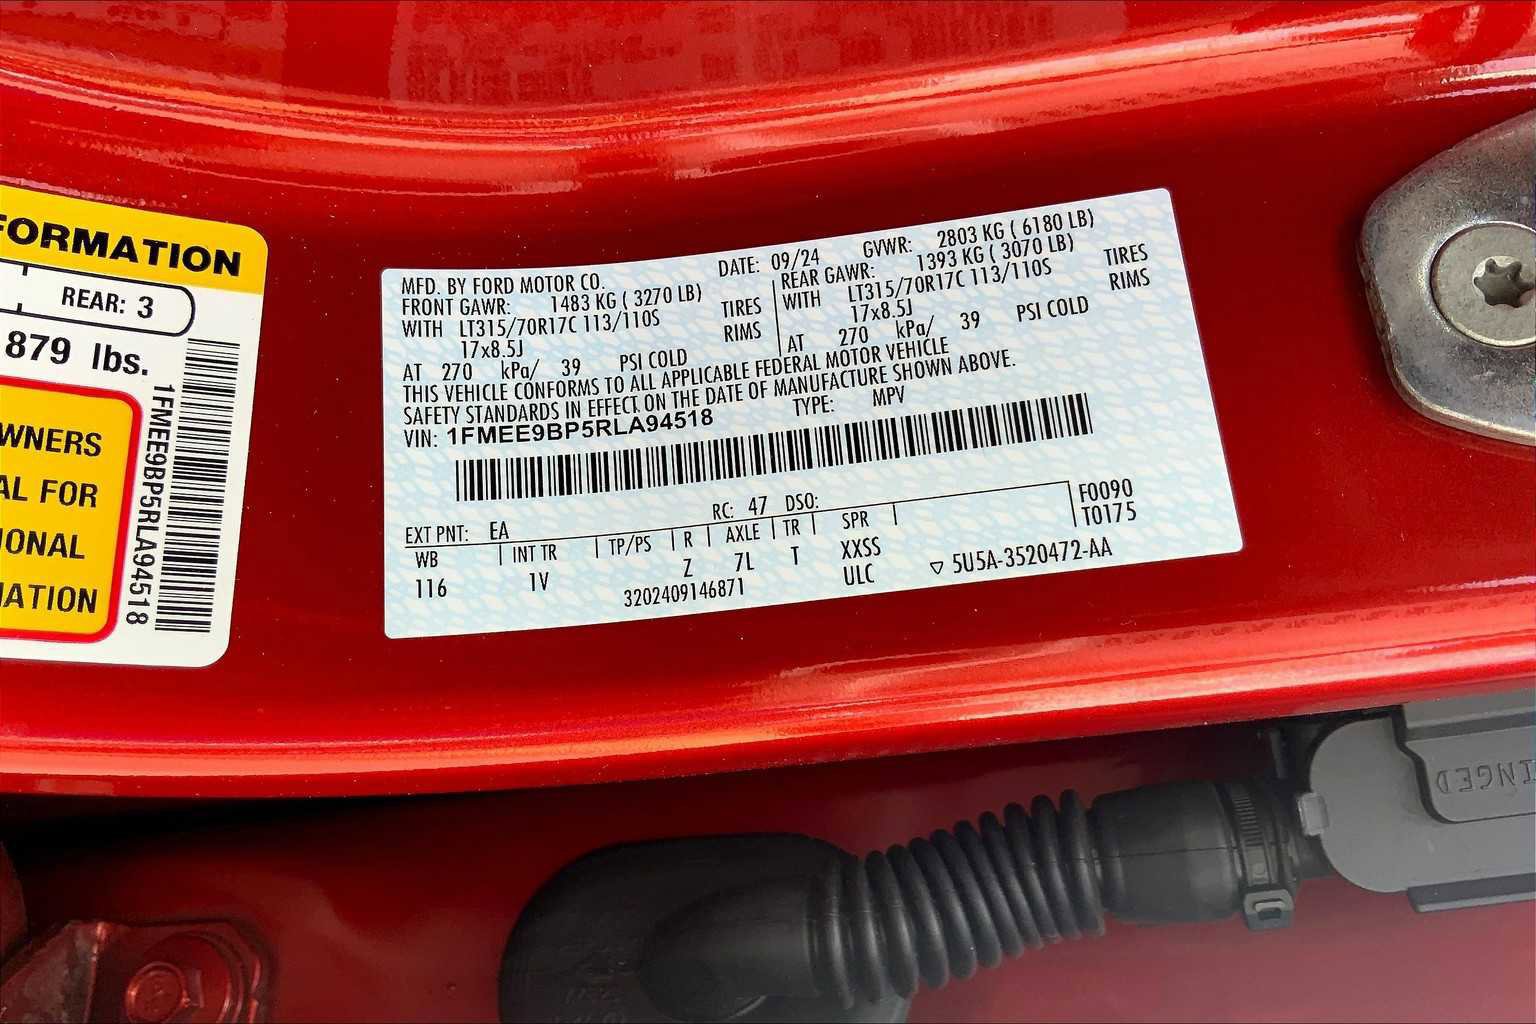 FORMATION
REAR: 3
879 lbs.
WNERS
AL FOR
IONAL
MATION
1FMEE9BP5RLA94518
MFD. BY FORD MOTOR CO.
DATE: 09/24 GVWR: 2803 KG ( 6180 LB)
FRONT GAWR: 1483 KG ( 3270 LB)
WITH LT315/70R17C 113/110S TIRES
17x8.5J RIMS
AT 270 kPa/ 39 PSI COLD
REAR GAWR: 1393 KG ( 3070 LB)
WITH LT315/70R17C 113/110S TIRES
17x8.5J RIMS
AT 270 kPa/ 39 PSI COLD
THIS VEHICLE CONFORMS TO ALL APPLICABLE FEDERAL MOTOR VEHICLE
SAFETY STANDARDS IN EFFECT ON THE DATE OF MANUFACTURE SHOWN ABOVE.
VIN: 1FMEE9BP5RLA94518 TYPE: MPV
EXT PNT: EA RC: 47 DSO:
WB INT TR TP/PS R AXLE TR SPR F0090
116 1V Z 7L T XXSS T0175
3202409146871 ULC ▽ 5U5A-3520472-AA
INGED